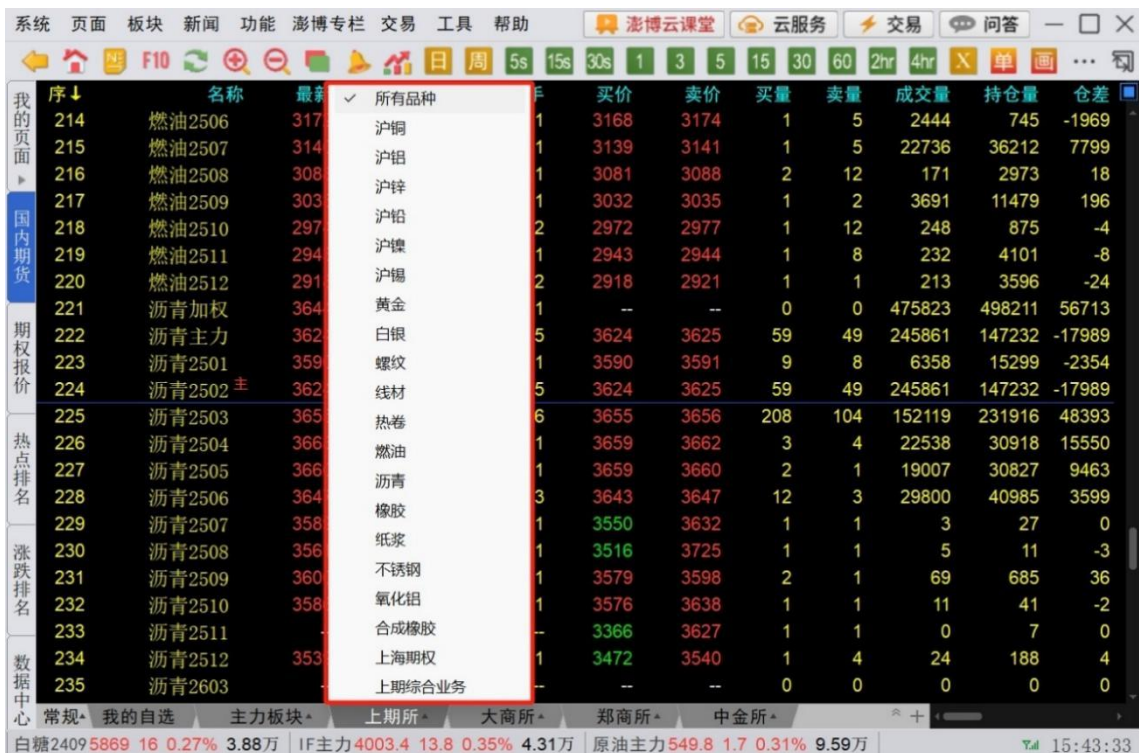 系统 页面 板块 新闻 功能 澎博专栏 交易 工具 帮助 澎博云课堂 云服务 交易 问答
F10 日 周 5s 15s 30s 1 3 5 15 30 60 2hr 4hr X 单 画 ...
序↓ 名称 最新 手 买价 卖价 买量 卖量 成交量 持仓量 仓差
214 燃油2506 317 1 3168 3174 1 5 2444 745 -1969
215 燃油2507 314 1 3139 3141 1 5 22736 36212 7799
216 燃油2508 308 1 3081 3088 2 12 171 2973 18
217 燃油2509 303 1 3032 3035 1 2 3691 11479 196
218 燃油2510 297 2 2972 2977 1 12 248 875 -4
219 燃油2511 294 1 2943 2944 1 8 232 4101 -8
220 燃油2512 291 2 2918 2921 1 1 213 3596 -24
221 沥青加权 364 1 -- -- 0 0 475823 498211 56713
222 沥青主力 362 5 3624 3625 59 49 245861 147232 -17989
223 沥青2501 359 1 3590 3591 9 8 6358 15299 -2354
224 沥青2502 主 362 5 3624 3625 59 49 245861 147232 -17989
225 沥青2503 365 6 3655 3656 208 104 152119 231916 48393
226 沥青2504 366 1 3659 3662 3 4 22538 30918 15550
227 沥青2505 366 1 3659 3660 2 1 19007 30827 9463
228 沥青2506 364 3 3643 3647 12 3 29800 40985 3599
229 沥青2507 358 1 3550 3632 1 1 3 27 0
230 沥青2508 356 1 3516 3725 1 1 5 11 -3
231 沥青2509 360 1 3579 3598 2 1 69 685 36
232 沥青2510 358 1 3576 3638 1 1 11 41 -2
233 沥青2511 - -- 3366 3627 1 1 0 7 0
234 沥青2512 353 1 3472 3540 1 4 24 188 4
235 沥青2603 - -- -- -- 0 0 0 0 0
✓ 所有品种
沪铜
沪铝
沪锌
沪铅
沪镍
沪锡
黄金
白银
螺纹
线材
热卷
燃油
沥青
橡胶
纸浆
不锈钢
氧化铝
合成橡胶
上海期权
上期综合业务
我的页面
国内期货
期权报价
热点排名
涨跌排名
数据中心
常规 我的自选 主力板块 上期所 大商所 郑商所 中金所
白糖2409 5869 16 0.27% 3.88万 IF主力 4003.4 13.8 0.35% 4.31万 原油主力 549.8 1.7 0.31% 9.59万 15:43:33